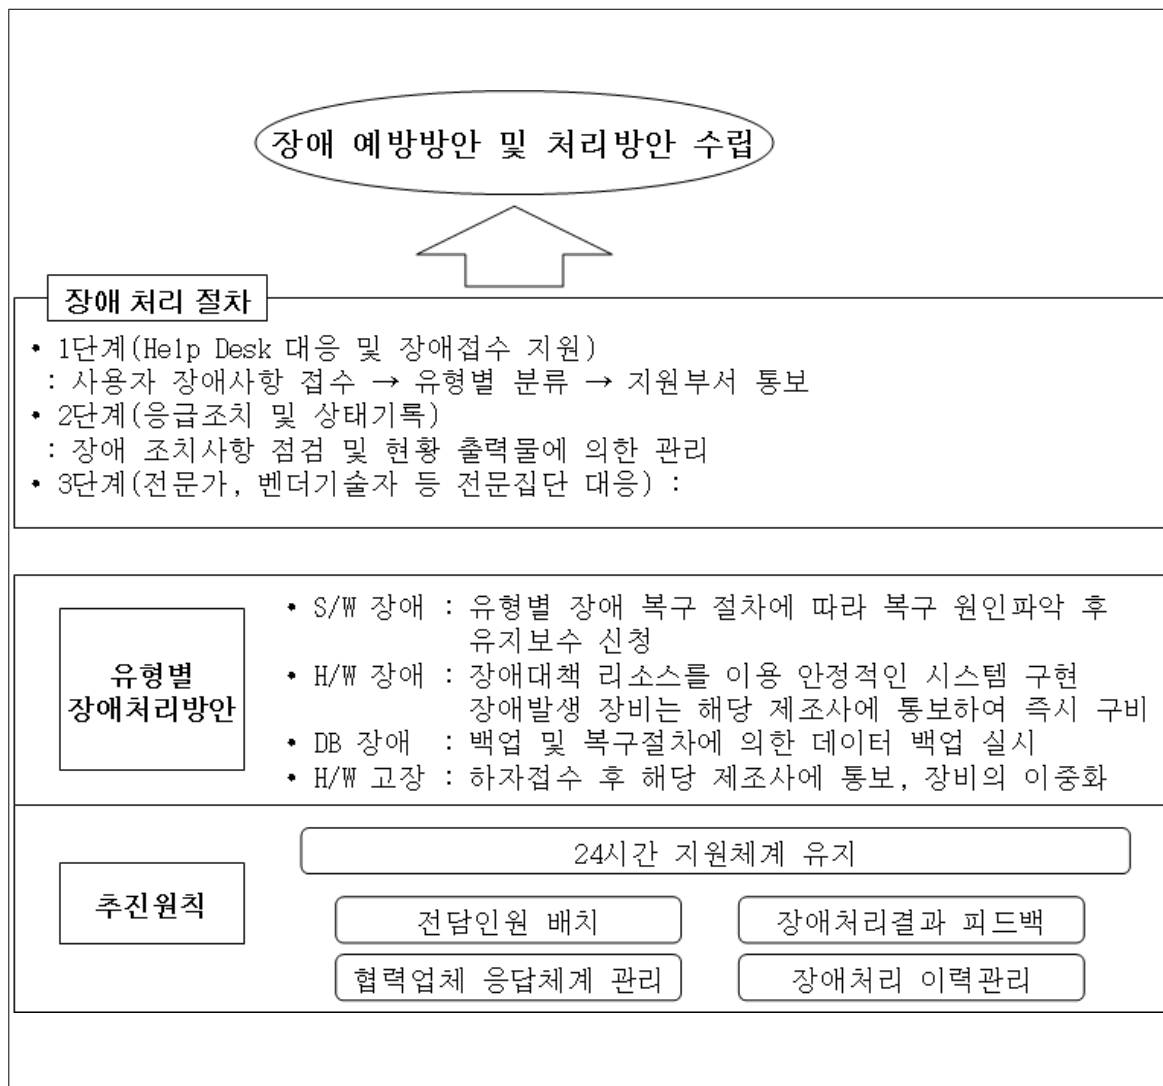 장애 예방방안 및 처리방안 수립
장애 처리 절차
• 1단계(Help Desk 대응 및 장애접수 지원)
: 사용자 장애사항 접수 → 유형별 분류 → 지원부서 통보
• 2단계(응급조치 및 상태기록)
: 장애 조치사항 점검 및 현황 출력물에 의한 관리
• 3단계(전문가, 벤더기술자 등 전문집단 대응) :
유형별
장애처리방안
• S/W 장애 : 유형별 장애 복구 절차에 따라 복구 원인파악 후
유지보수 신청
• H/W 장애 : 장애대책 리소스를 이용 안정적인 시스템 구현
장애발생 장비는 해당 제조사에 통보하여 즉시 구비
• DB 장애 : 백업 및 복구절차에 의한 데이터 백업 실시
• H/W 고장 : 하자접수 후 해당 제조사에 통보, 장비의 이중화
추진원칙
24시간 지원체계 유지
전담인원 배치
장애처리결과 피드백
협력업체 응답체계 관리
장애처리 이력관리